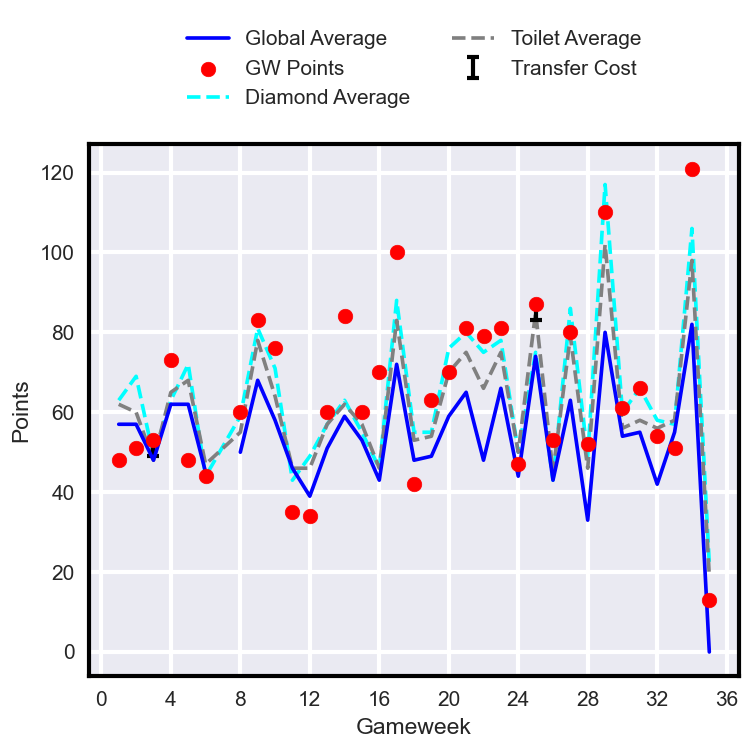 Global Average
GW Points
Diamond Average
Toilet Average
Transfer Cost
120
100
80
60
40
20
0
Points
0 4 8 12 16 20 24 28 32 36
Gameweek